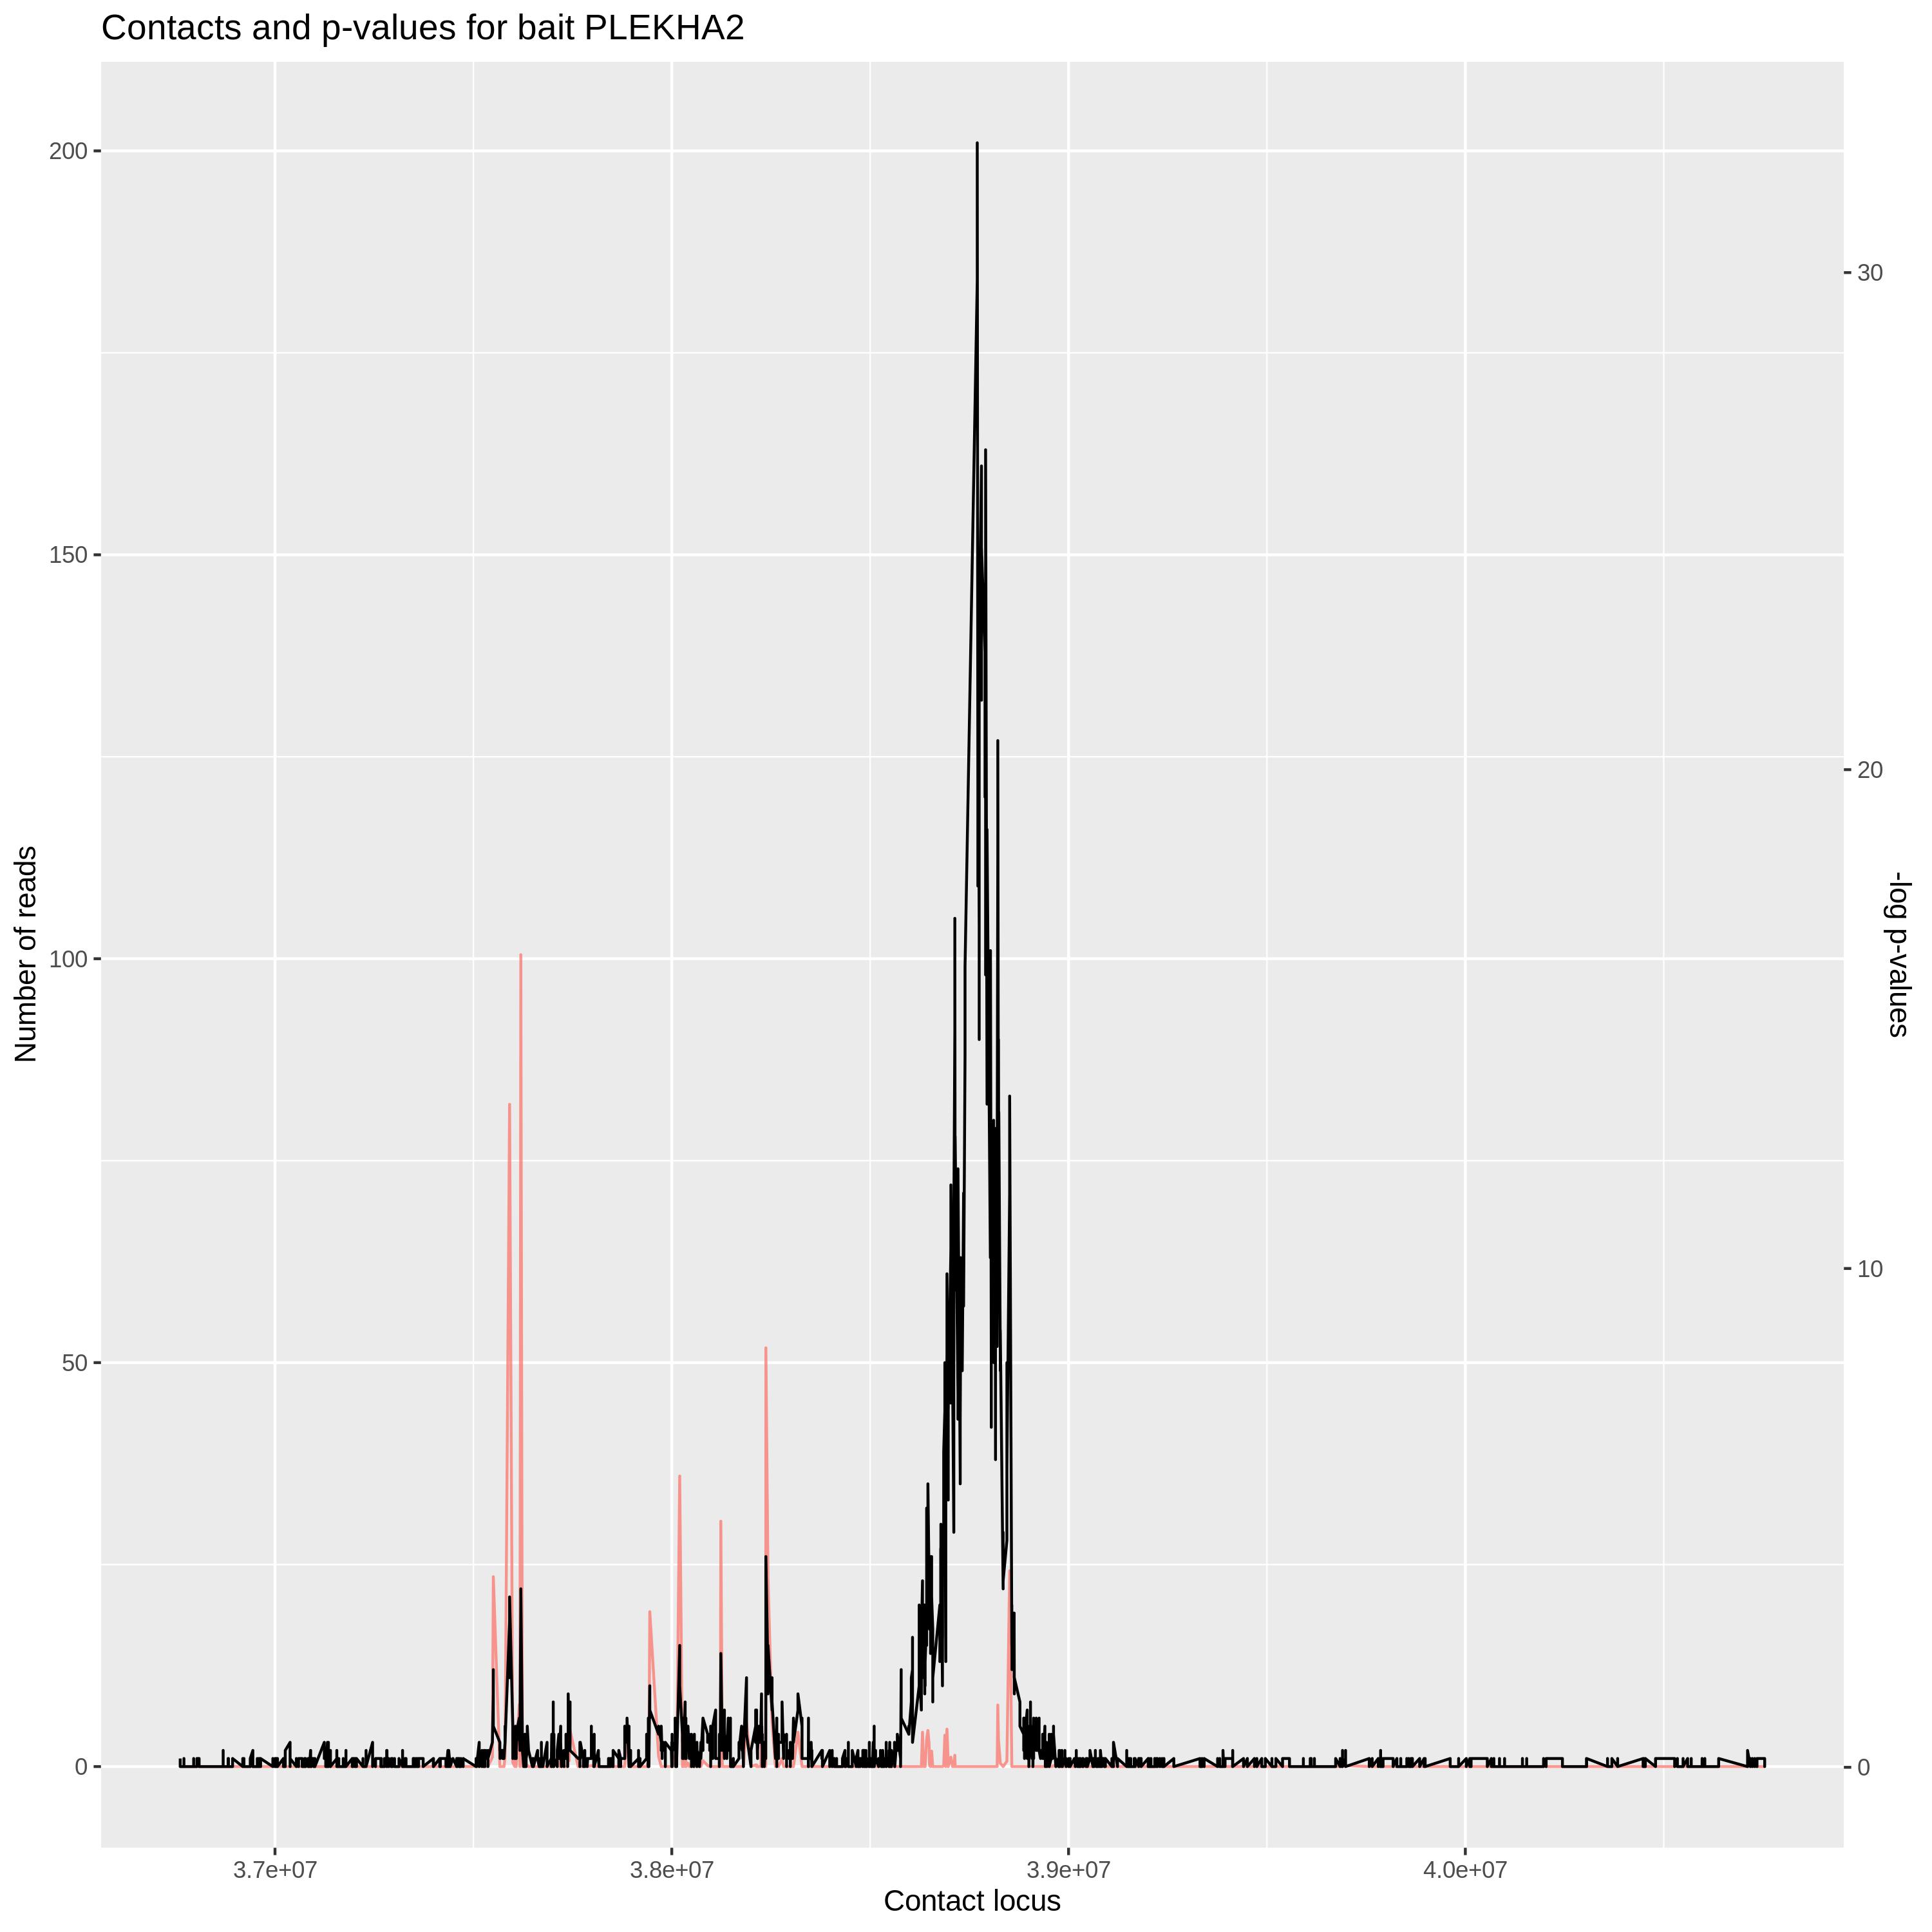 Contacts and p-values for bait PLEKHA2
200
150
100
50
0
Number of reads
30
20
10
0
-log p-values
3.7e+07
3.8e+07
3.9e+07
4.0e+07
Contact locus